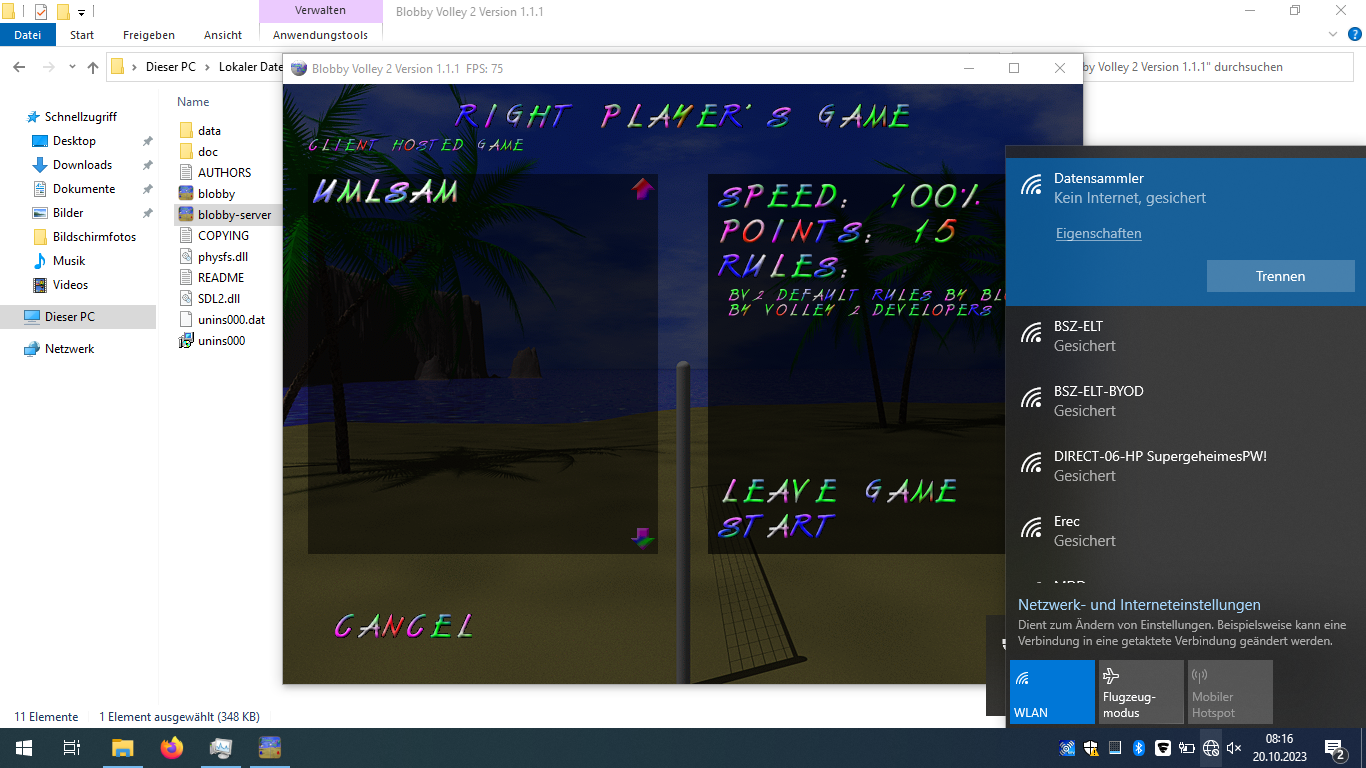 Verwalten
Blobby Volley 2 Version 1.1.1
Datei
Start
Freigeben
Ansicht
Anwendungstools
Dieser PC
Lokaler Date
by Volley 2 Version 1.1.1" durchsuchen
Name
Schnellzugriff
Desktop
Downloads
Dokumente
Bilder
Bildschirmfotos
Musik
Videos
Dieser PC
Netzwerk
data
doc
AUTHORS
blobby
blobby-server
COPYING
physfs.dll
README
SDL2.dll
unins000.dat
unins000
Blobby Volley 2 Version 1.1.1 FPS: 75
RIGHT PLAYER'S GAME
CLIENT HOSTED GAME
UMLSAM
SPEED: 100%
POINTS: 15
RULES:
BV2 DEFAULT RULES BY BLO
BY VOLLEY 2 DEVELOPERS
LEAVE GAME
START
CANCEL
Datensammler
Kein Internet, gesichert
Eigenschaften
Trennen
BSZ-ELT
Gesichert
BSZ-ELT-BYOD
Gesichert
DIRECT-06-HP SupergeheimesPW!
Gesichert
Erec
Gesichert
Netzwerk- und Interneteinstellungen
Dient zum Ändern von Einstellungen. Beispielsweise kann eine
Verbindung in eine getaktete Verbindung geändert werden.
WLAN
Flugzeug-
modus
Mobiler
Hotspot
11 Elemente
1 Element ausgewählt (348 KB)
08:16
20.10.2023
2